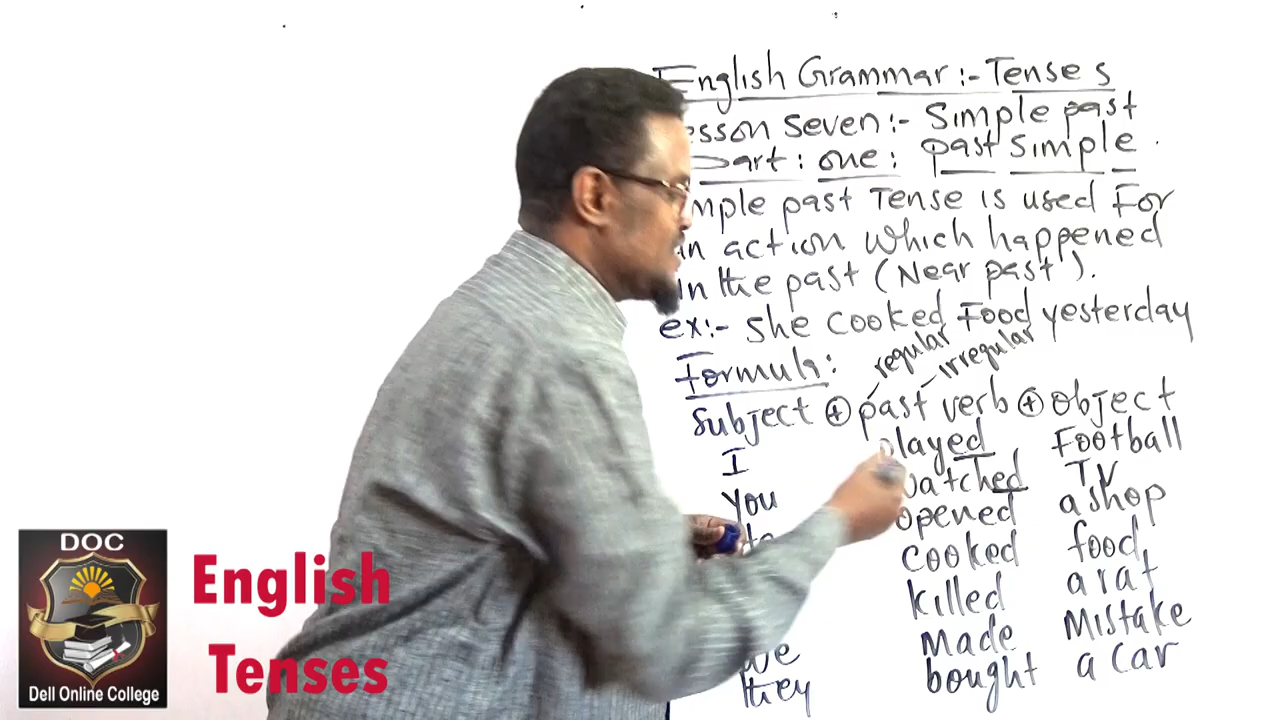 English Grammar:- Tenses
esson seven:- Simple past
Part: one: past simple.
mple past Tense is used For
an action which happened
in the past (Near past).
ex:- She cooked Food yesterday
Formula: regular irregular
Subject + past verb + object
I played Football
You watched TV
opened a shop
cooked food
killed a rat
Made Mistake
we bought a car
they
DOC
Dell Online College
English
Tenses